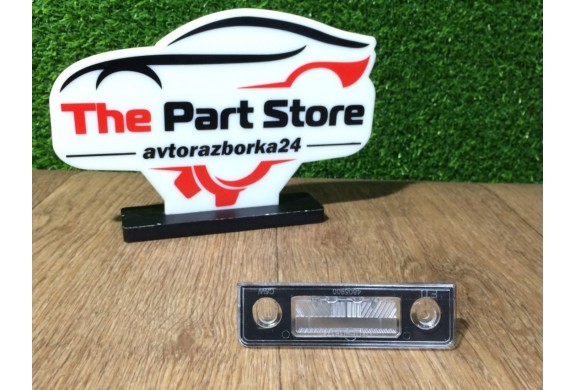 The Part Store
avtorazborka24